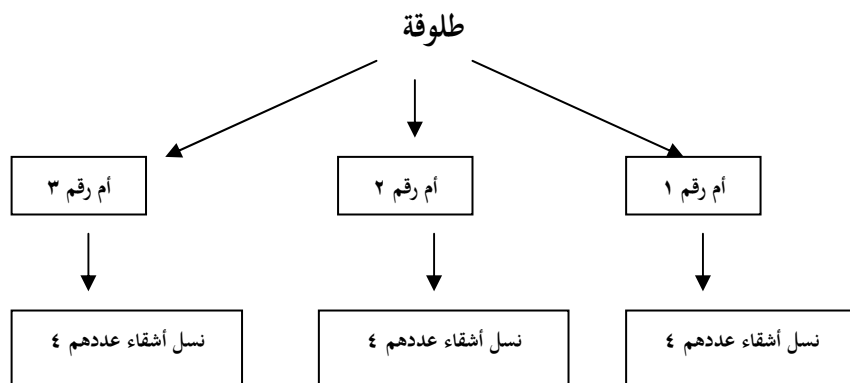 طلوقة
أم رقم ١
أم رقم ٢
أم رقم ٣
نسل أشقاء عددهم ٤
نسل أشقاء عددهم ٤
نسل أشقاء عددهم ٤